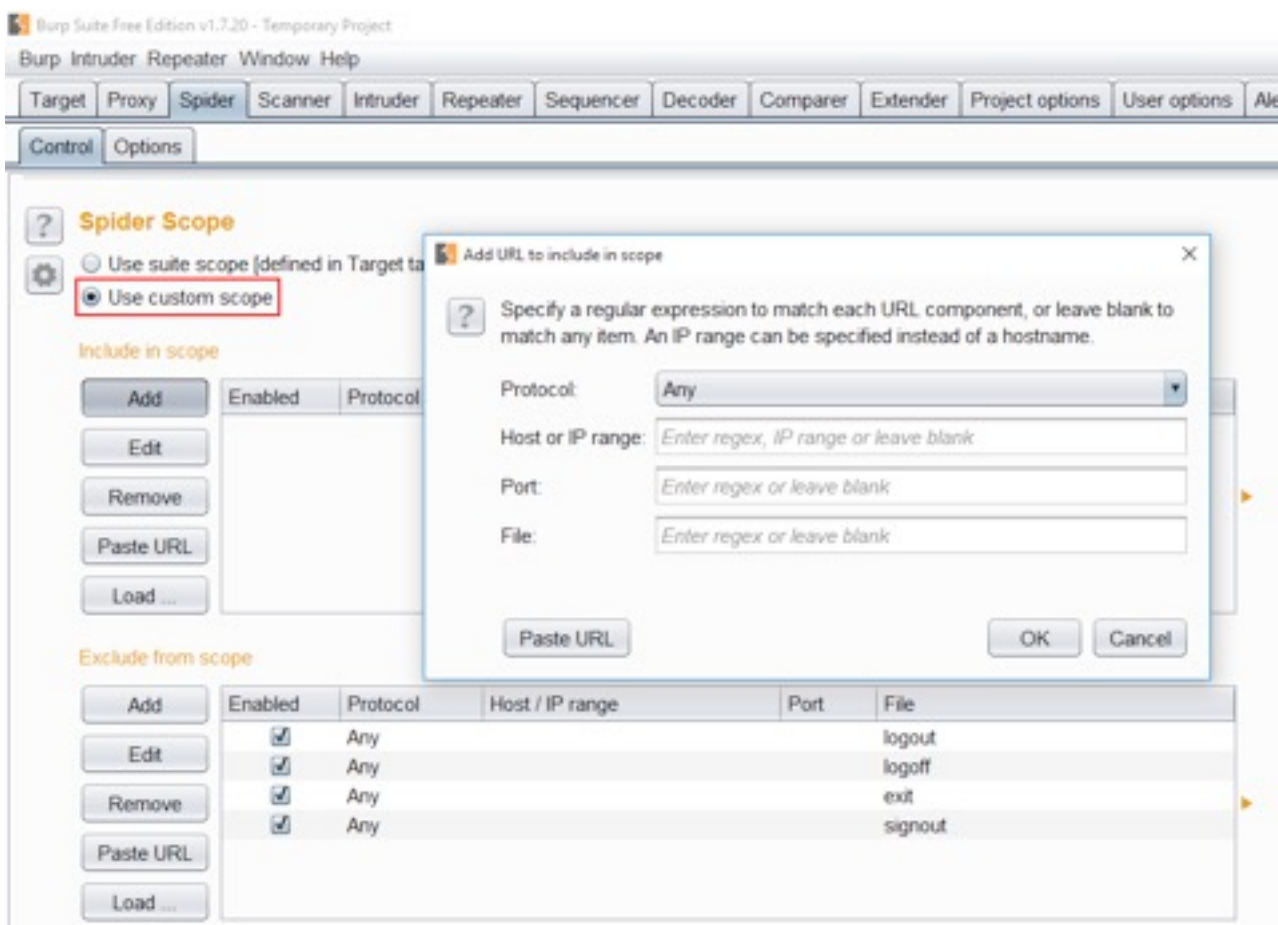 Burp Suite Free Edition v1.7.20 - Temporary Project
Burp Intruder Repeater Window Help
Target Proxy Spider Scanner Intruder Repeater Sequencer Decoder Comparer Extender Project options User options Ale
Control Options
? Spider Scope
Use suite scope [defined in Target ta
Use custom scope
Include in scope
Add
Edit
Remove
Paste URL
Load ...
Enabled Protocol
Add URL to include in scope
? Specify a regular expression to match each URL component, or leave blank to
match any item. An IP range can be specified instead of a hostname.
Protocol: Any
Host or IP range: Enter regex, IP range or leave blank
Port: Enter regex or leave blank
File: Enter regex or leave blank
Paste URL OK Cancel
Exclude from scope
Add
Edit
Remove
Paste URL
Load ...
Enabled Protocol Host / IP range Port File
Any logout
Any logoff
Any exit
Any signout